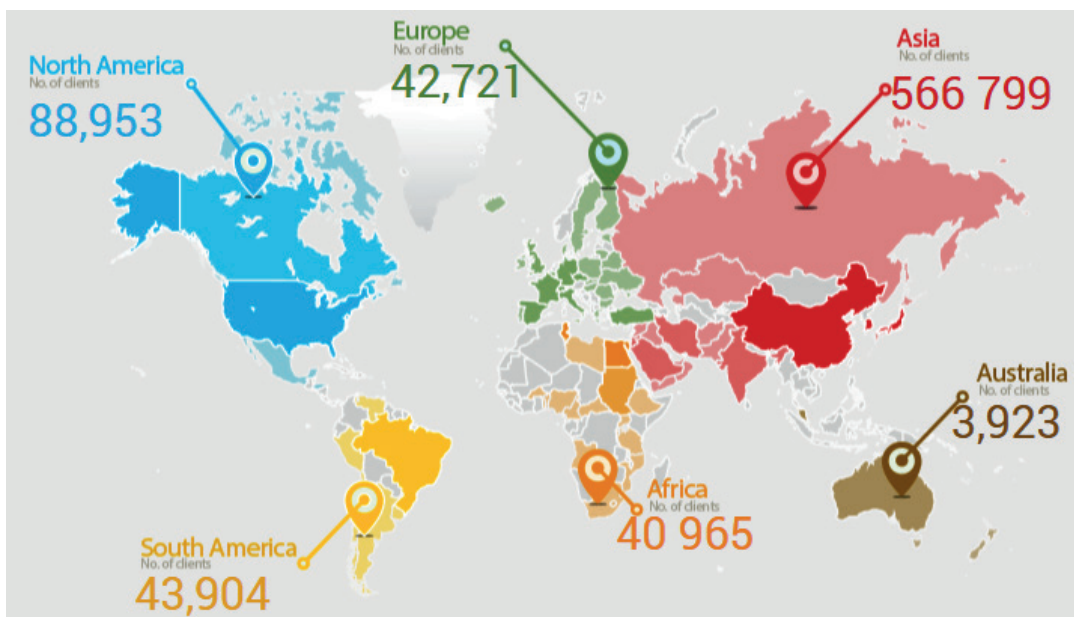 North America
No. of clients
88,953
Europe
No. of clients
42,721
Asia
No. of clients
566 799
Australia
No. of clients
3,923
Africa
No. of clients
40 965
South America
No. of clients
43,904